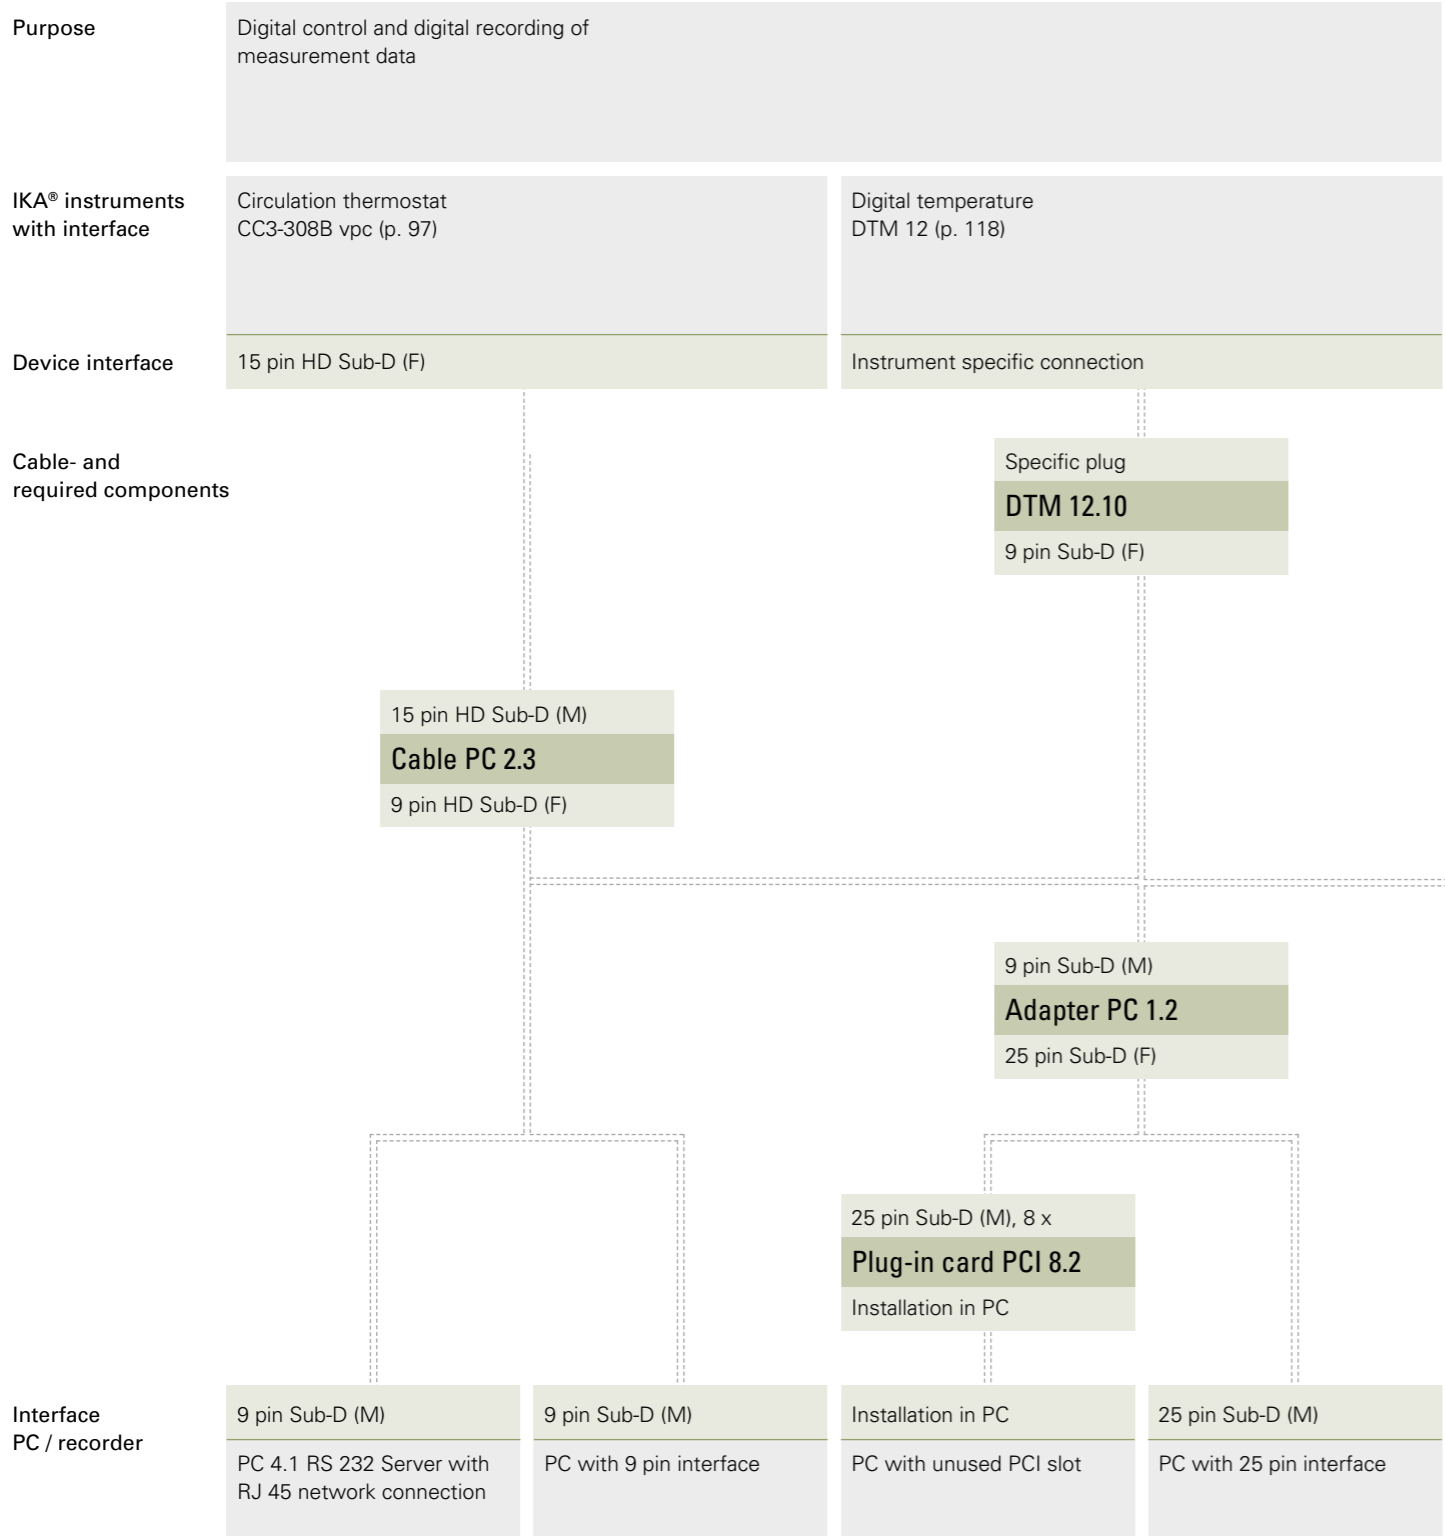 Purpose
Digital control and digital recording of
measurement data
IKA® instruments
with interface
Circulation thermostat
CC3-308B vpc (p. 97)
Digital temperature
DTM 12 (p. 118)
Device interface
15 pin HD Sub-D (F)
Instrument specific connection
Cable- and
required components
Specific plug
DTM 12.10
9 pin Sub-D (F)
15 pin HD Sub-D (M)
Cable PC 2.3
9 pin HD Sub-D (F)
9 pin Sub-D (M)
Adapter PC 1.2
25 pin Sub-D (F)
25 pin Sub-D (M), 8 x
Plug-in card PCI 8.2
Installation in PC
Interface
PC / recorder
9 pin Sub-D (M)
PC 4.1 RS 232 Server with
RJ 45 network connection
9 pin Sub-D (M)
PC with 9 pin interface
Installation in PC
PC with unused PCI slot
25 pin Sub-D (M)
PC with 25 pin interface